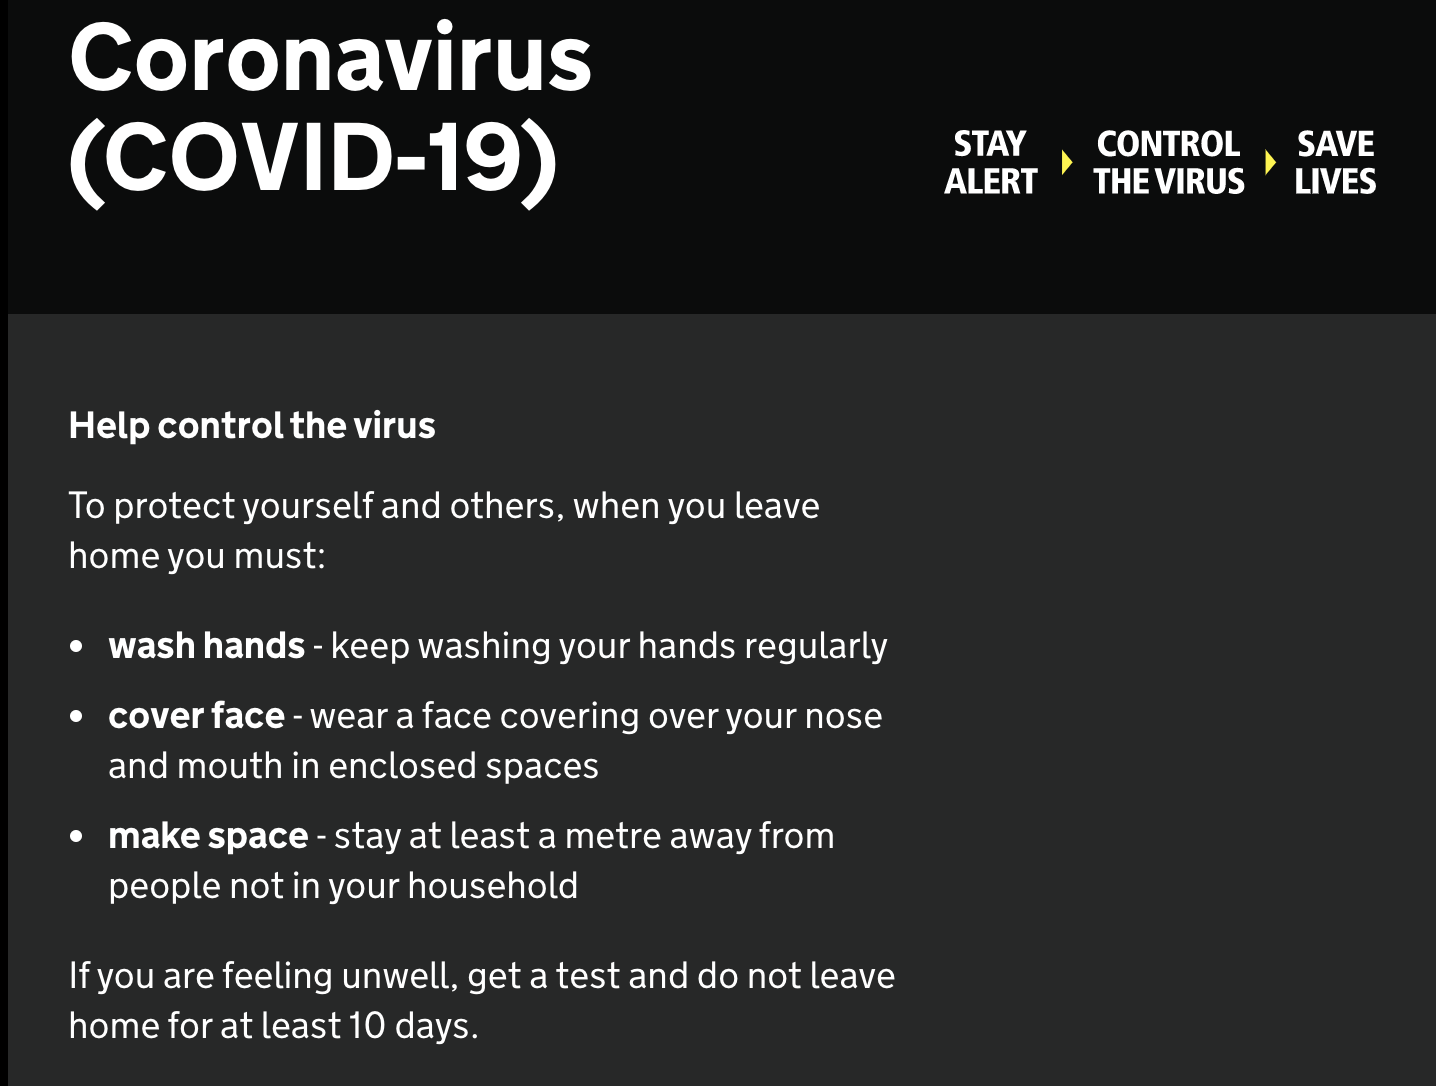 Coronavirus
(COVID-19)
STAY
ALERT
CONTROL
THE VIRUS
SAVE
LIVES
Help control the virus
To protect yourself and others, when you leave
home you must:
• wash hands - keep washing your hands regularly
• cover face - wear a face covering over your nose
and mouth in enclosed spaces
• make space - stay at least a metre away from
people not in your household
If you are feeling unwell, get a test and do not leave
home for at least 10 days.